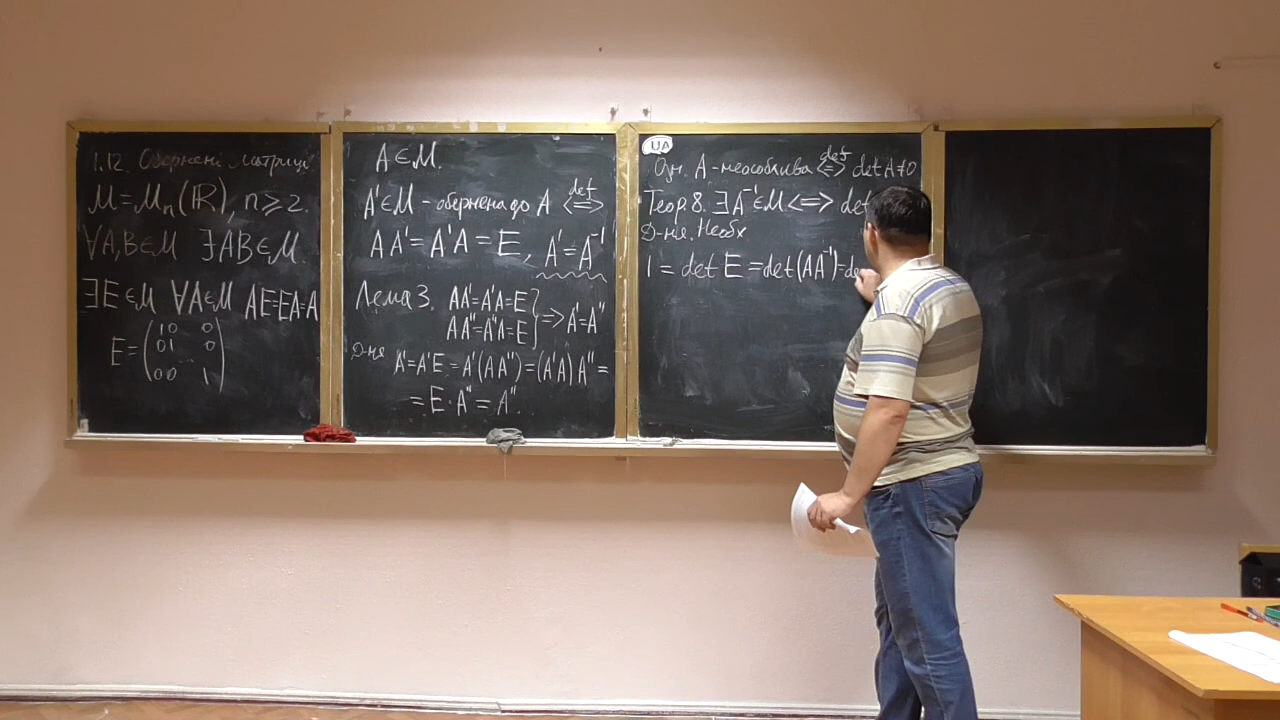 1.12. Обернені матриці
M = Mₙ(ℝ), n ⩾ 2.
∀A,B∈M ∃AB∈M.
∃E∈M ∀A∈M AE=EA=A
E = (1 0 0
0 1 0
...
0 0 1)
A∈M.
A'∈M - обернена до A ⟺ def
AA' = A'A = E, A' = A⁻¹
Лема 3. AA'=A'A=E
AA''=A''A=E } => A'=A''
Д-ня A'=A'E=A'(AA'')=(A'A)A''=
= E·A'' = A''.
UA
Озн. A - неособлива ⟺ def det A≠0
Теор 8. ∃A⁻¹∈M <=> det
Д-ня. Необх
1 = det E = det(AA⁻¹)=de